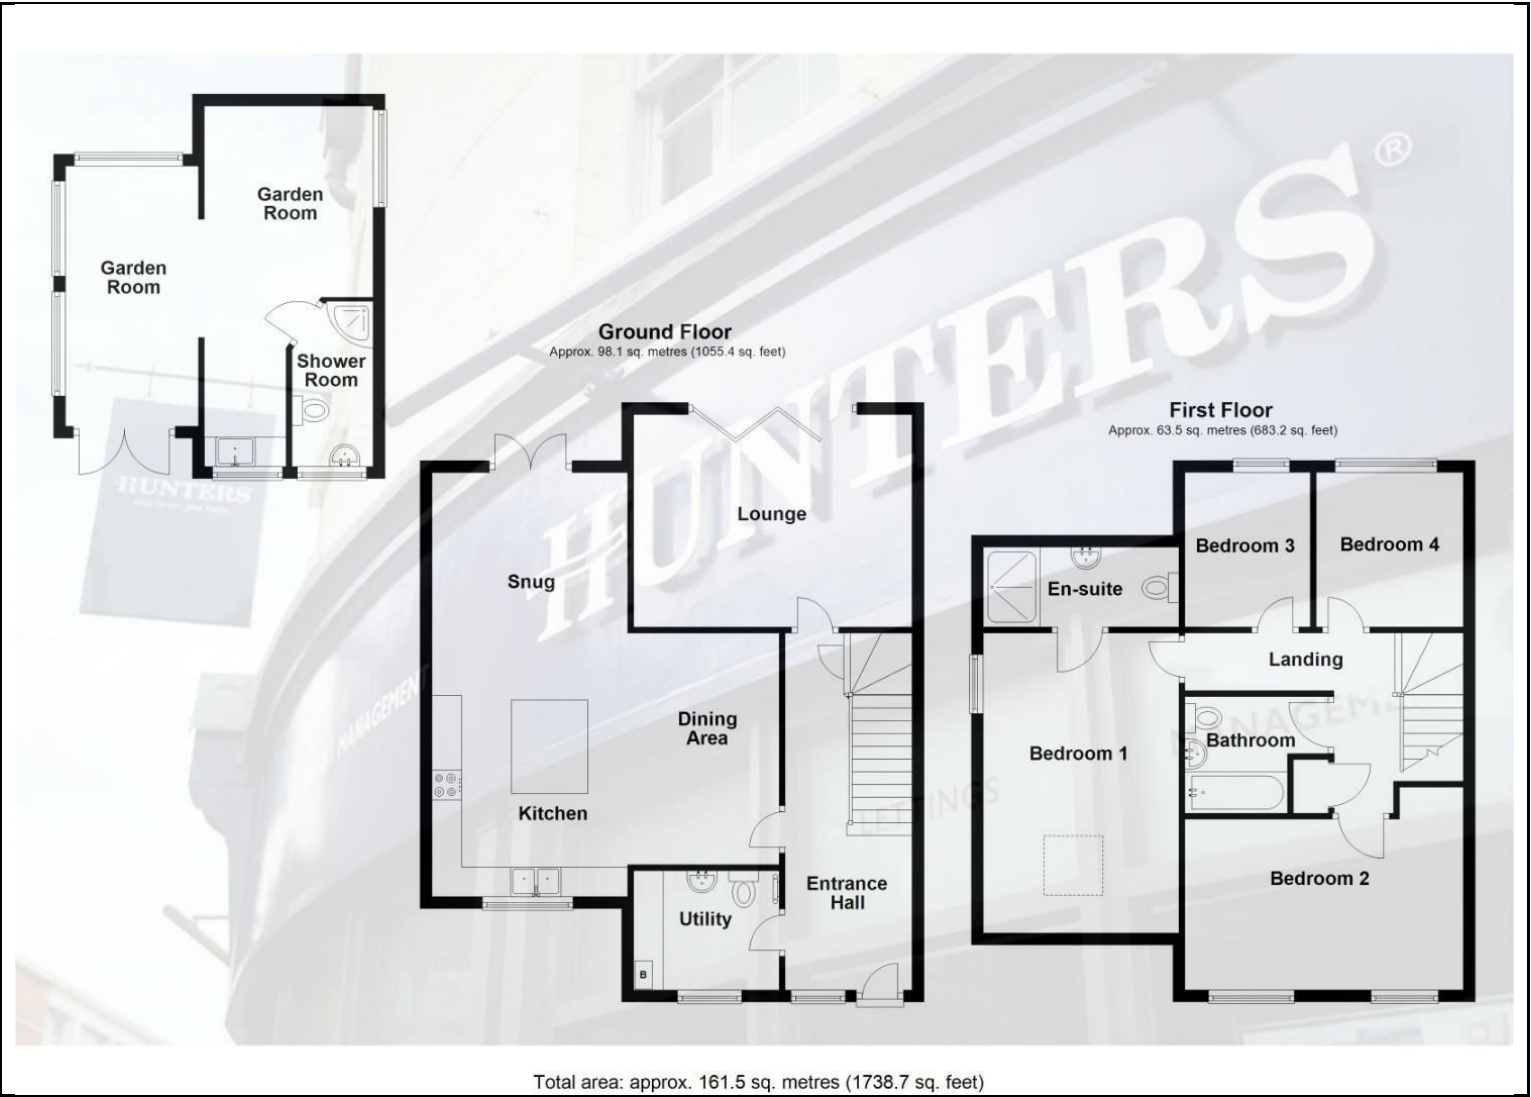 Garden
Room
Garden
Room
Shower
Room
HUNTERS
Ground Floor
Approx. 98.1 sq. metres (1055.4 sq. feet)
Lounge
Snug
Dining
Area
Kitchen
Entrance
Hall
Utility
B
First Floor
Approx. 63.5 sq. metres (683.2 sq. feet)
Bedroom 3
Bedroom 4
En-suite
Landing
Bedroom 1
Bathroom
Bedroom 2
HUNTERS®
MANAGEMENT
MANAGEME
LETTINGS
Total area: approx. 161.5 sq. metres (1738.7 sq. feet)